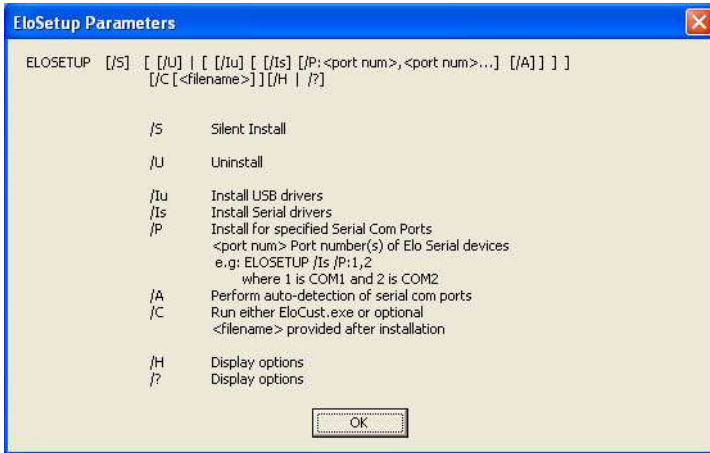 EloSetup Parameters
ELOSETUP [/S] [ [/U] | [ [/Iu] [ [/Is] [/P:<port num>,<port num>...] [/A] ] ] ]
[/C [<filename>] ] [/H | /?]
/S Silent Install
/U Uninstall
/Iu Install USB drivers
/Is Install Serial drivers
/P Install for specified Serial Com Ports
<port num> Port number(s) of Elo Serial devices
e.g: ELOSETUP /Is /P:1,2
where 1 is COM1 and 2 is COM2
/A Perform auto-detection of serial com ports
/C Run either EloCust.exe or optional
<filename> provided after installation
/H Display options
/? Display options
OK